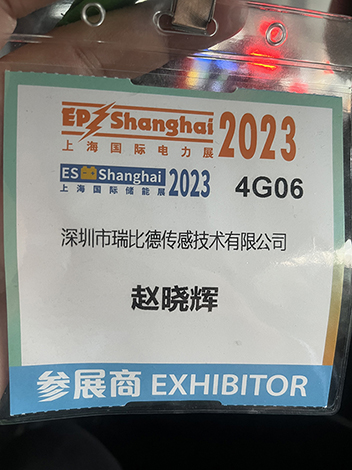 EP Shanghai 2023
上海国际电力展
ES Shanghai 2023
上海国际储能展
4G06
深圳市瑞比德传感技术有限公司
赵晓辉
参展商 EXHIBITOR